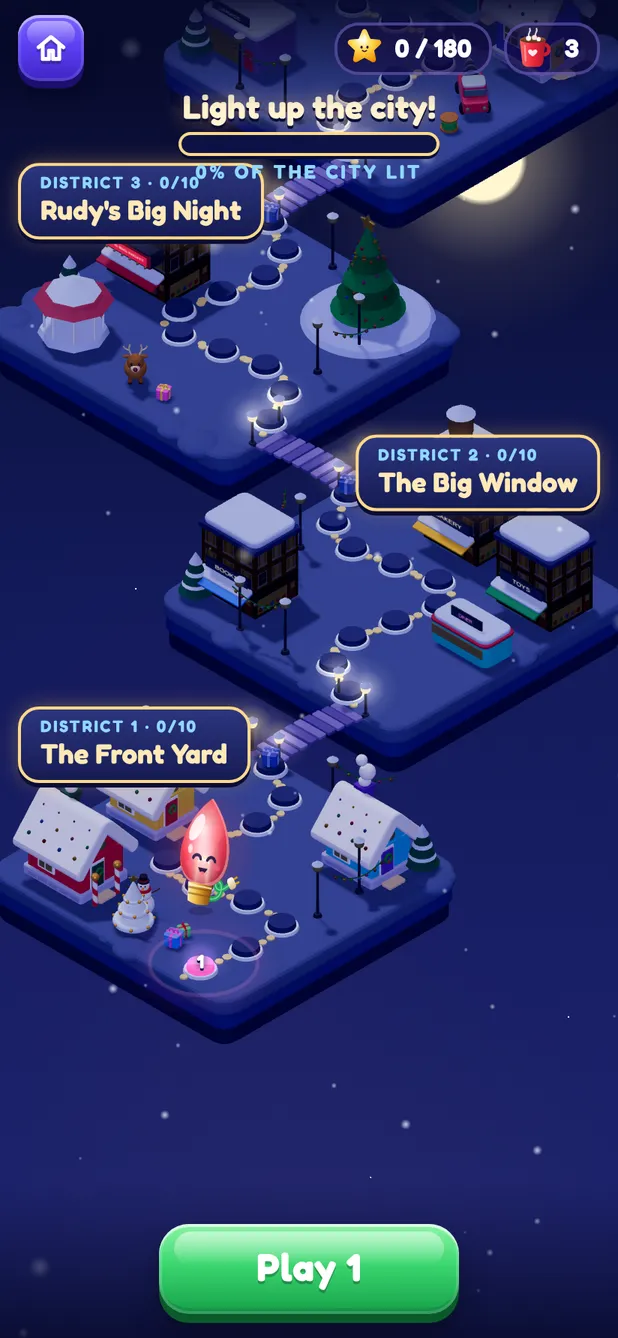 0 / 180
3
Light up the city!
0% OF THE CITY LIT
DISTRICT 3 · 0/10
Rudy's Big Night
DISTRICT 2 · 0/10
The Big Window
TOYS
DISTRICT 1 · 0/10
The Front Yard
1
Play 1